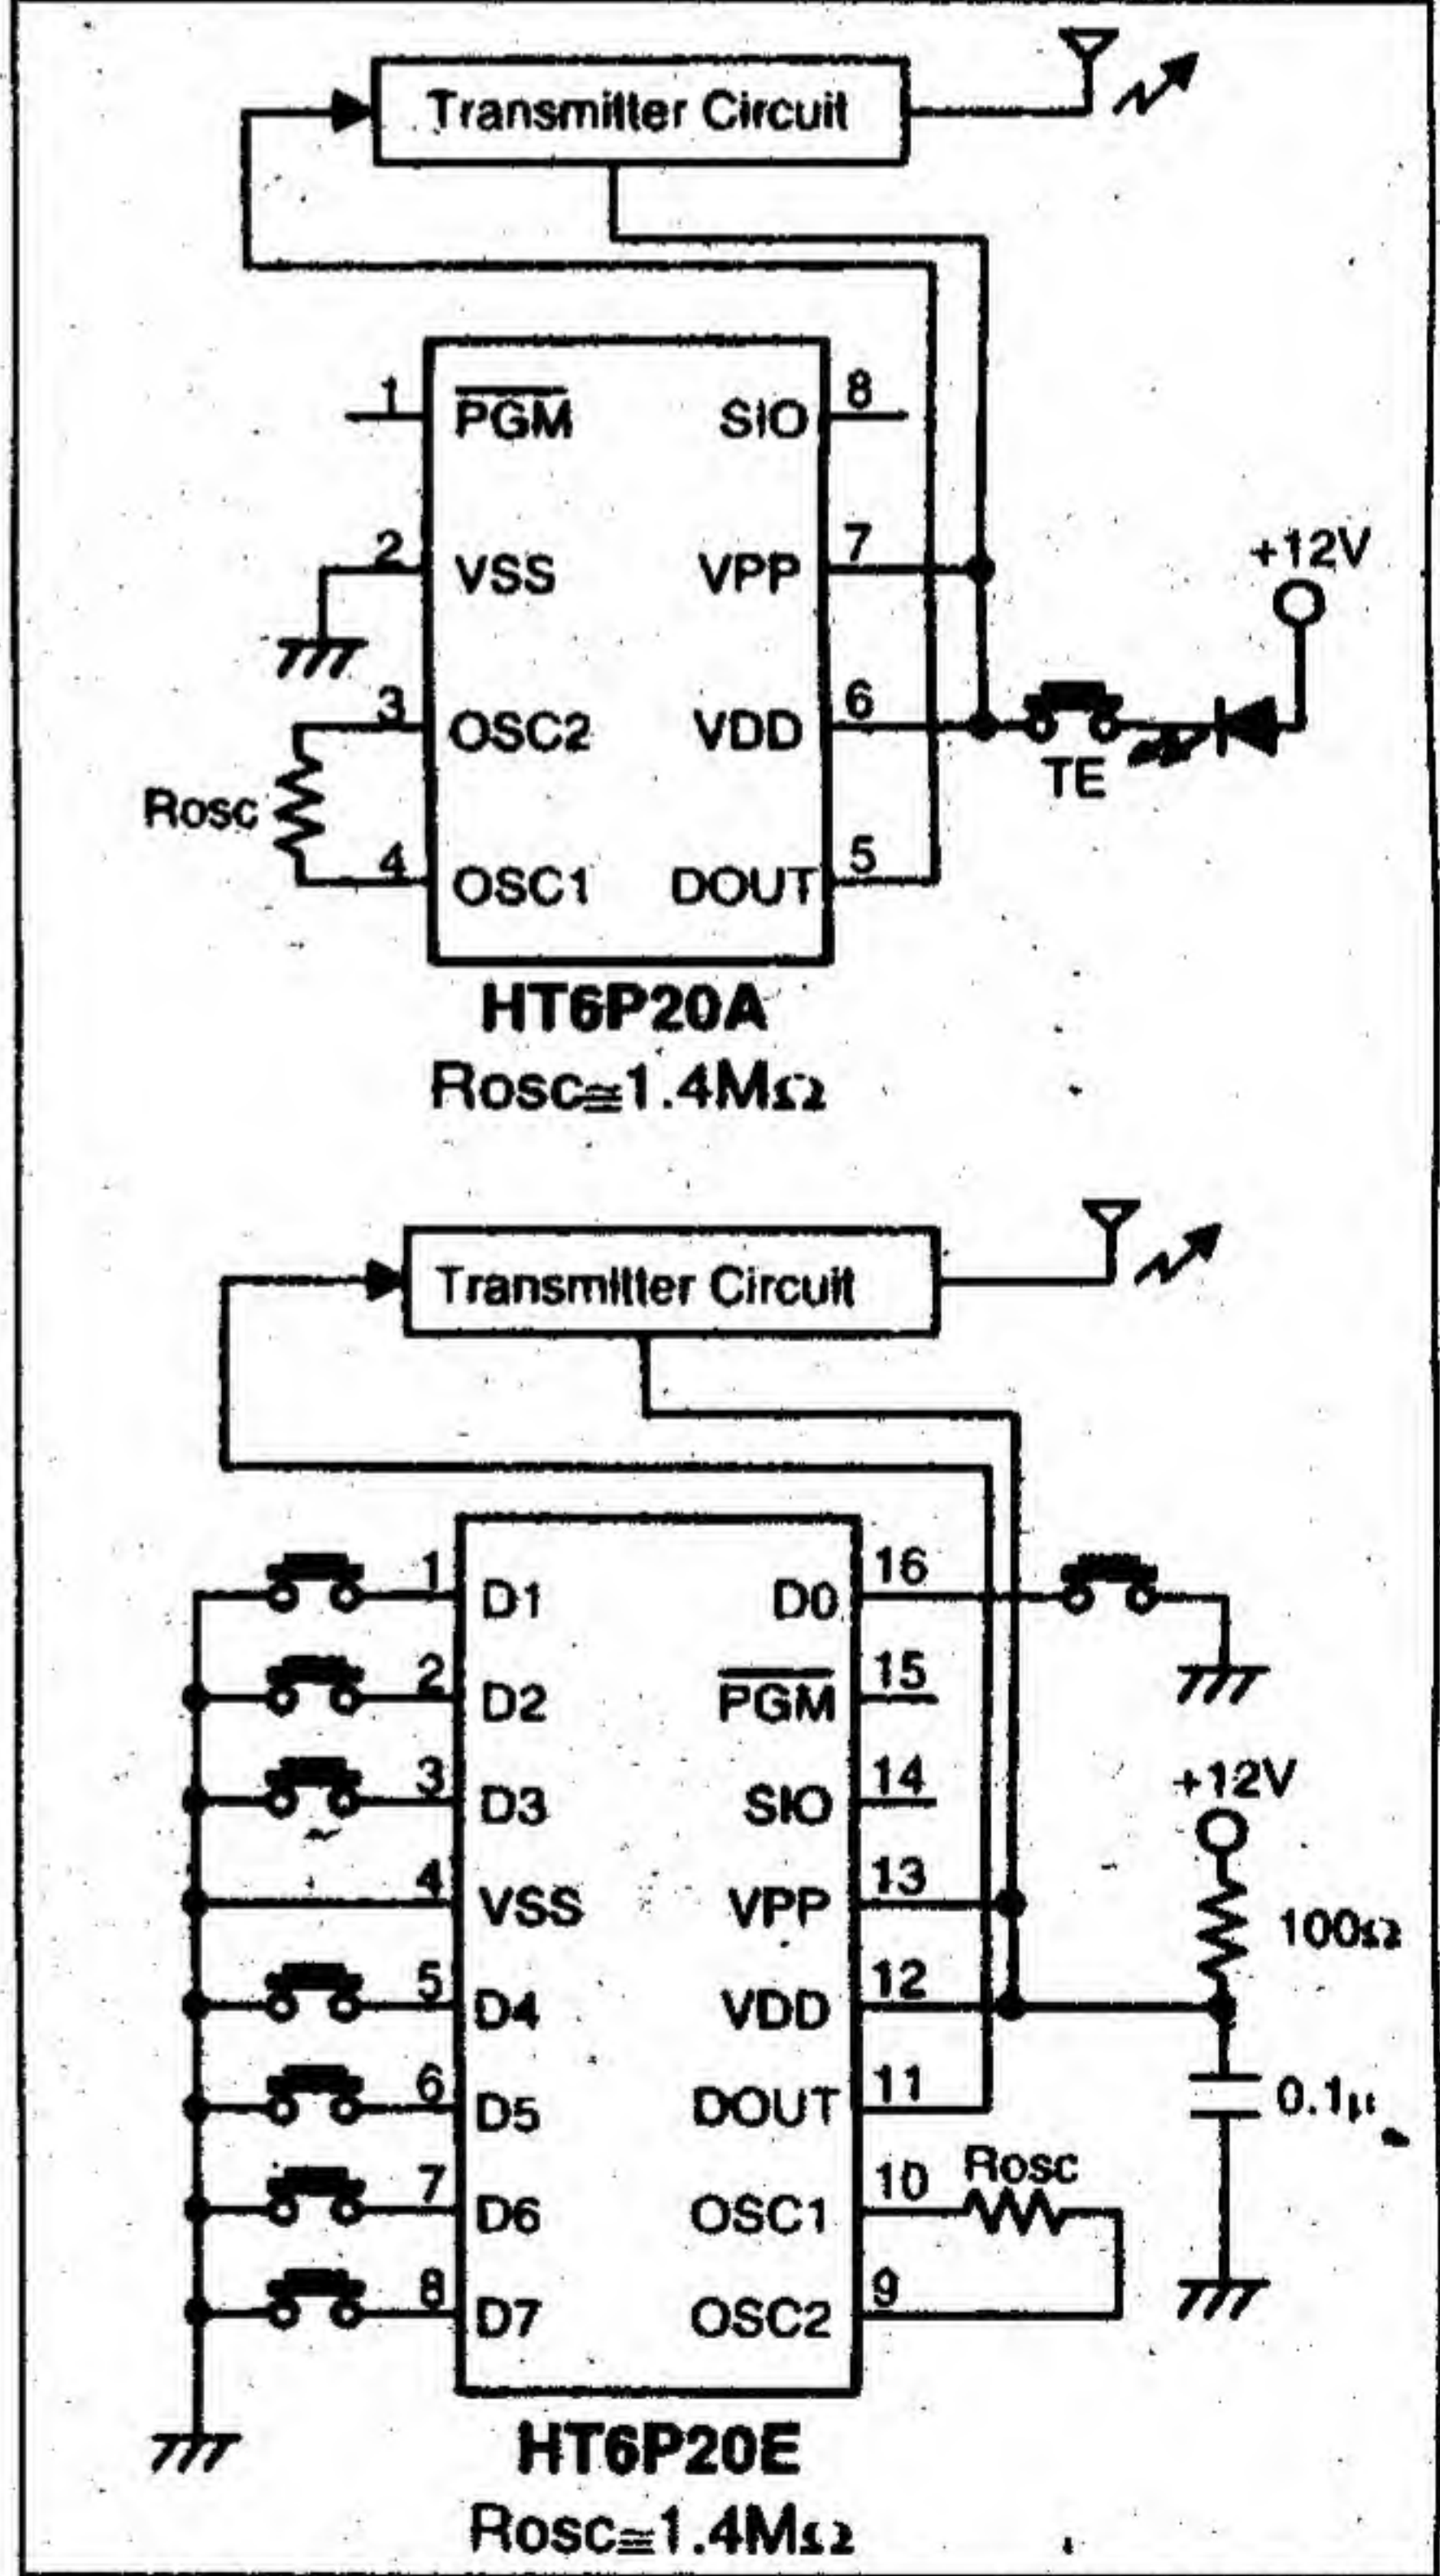 Transmitter Circuit
1 PGM SIO 8
+12V
2 VSS VPP 7
3 OSC2 VDD 6
TE
Rosc
4 OSC1 DOUT 5
HT6P20A
Rosc≅1.4MΩ
Transmitter Circuit
1 D1 D0 16
2 D2 PGM 15
3 D3 SIO 14
+12V
4 VSS VPP 13
100Ω
5 D4 VDD 12
6 D5 DOUT 11
0.1μ
Rosc
7 D6 OSC1 10
8 D7 OSC2 9
HT6P20E
Rosc≅1.4MΩ